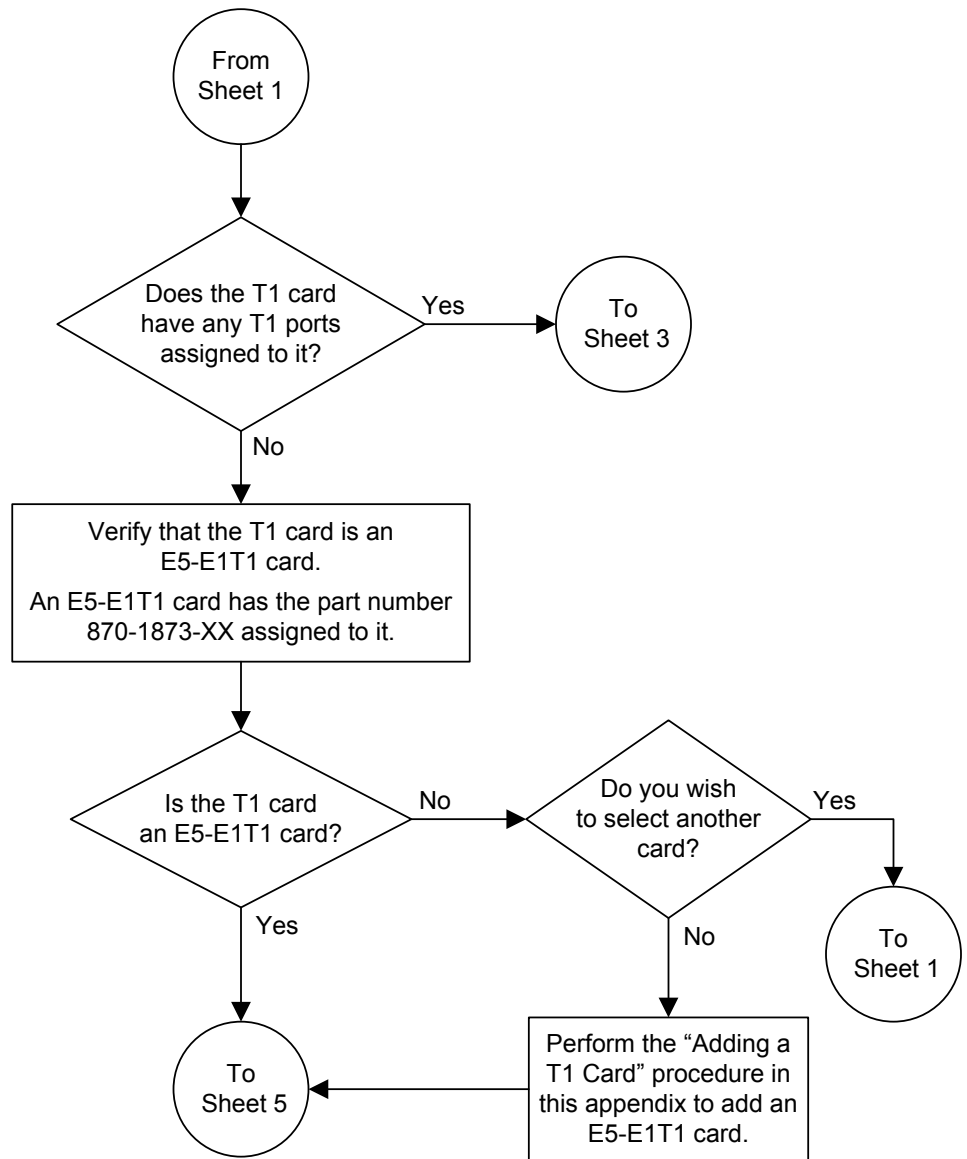 From
Sheet 1
Does the T1 card
have any T1 ports
assigned to it?
Yes
To
Sheet 3
No
Verify that the T1 card is an
E5-E1T1 card.
An E5-E1T1 card has the part number
870-1873-XX assigned to it.
Is the T1 card
an E5-E1T1 card?
No
Do you wish
to select another
card?
Yes
Yes
No
To
Sheet 1
To
Sheet 5
Perform the “Adding a
T1 Card” procedure in
this appendix to add an
E5-E1T1 card.